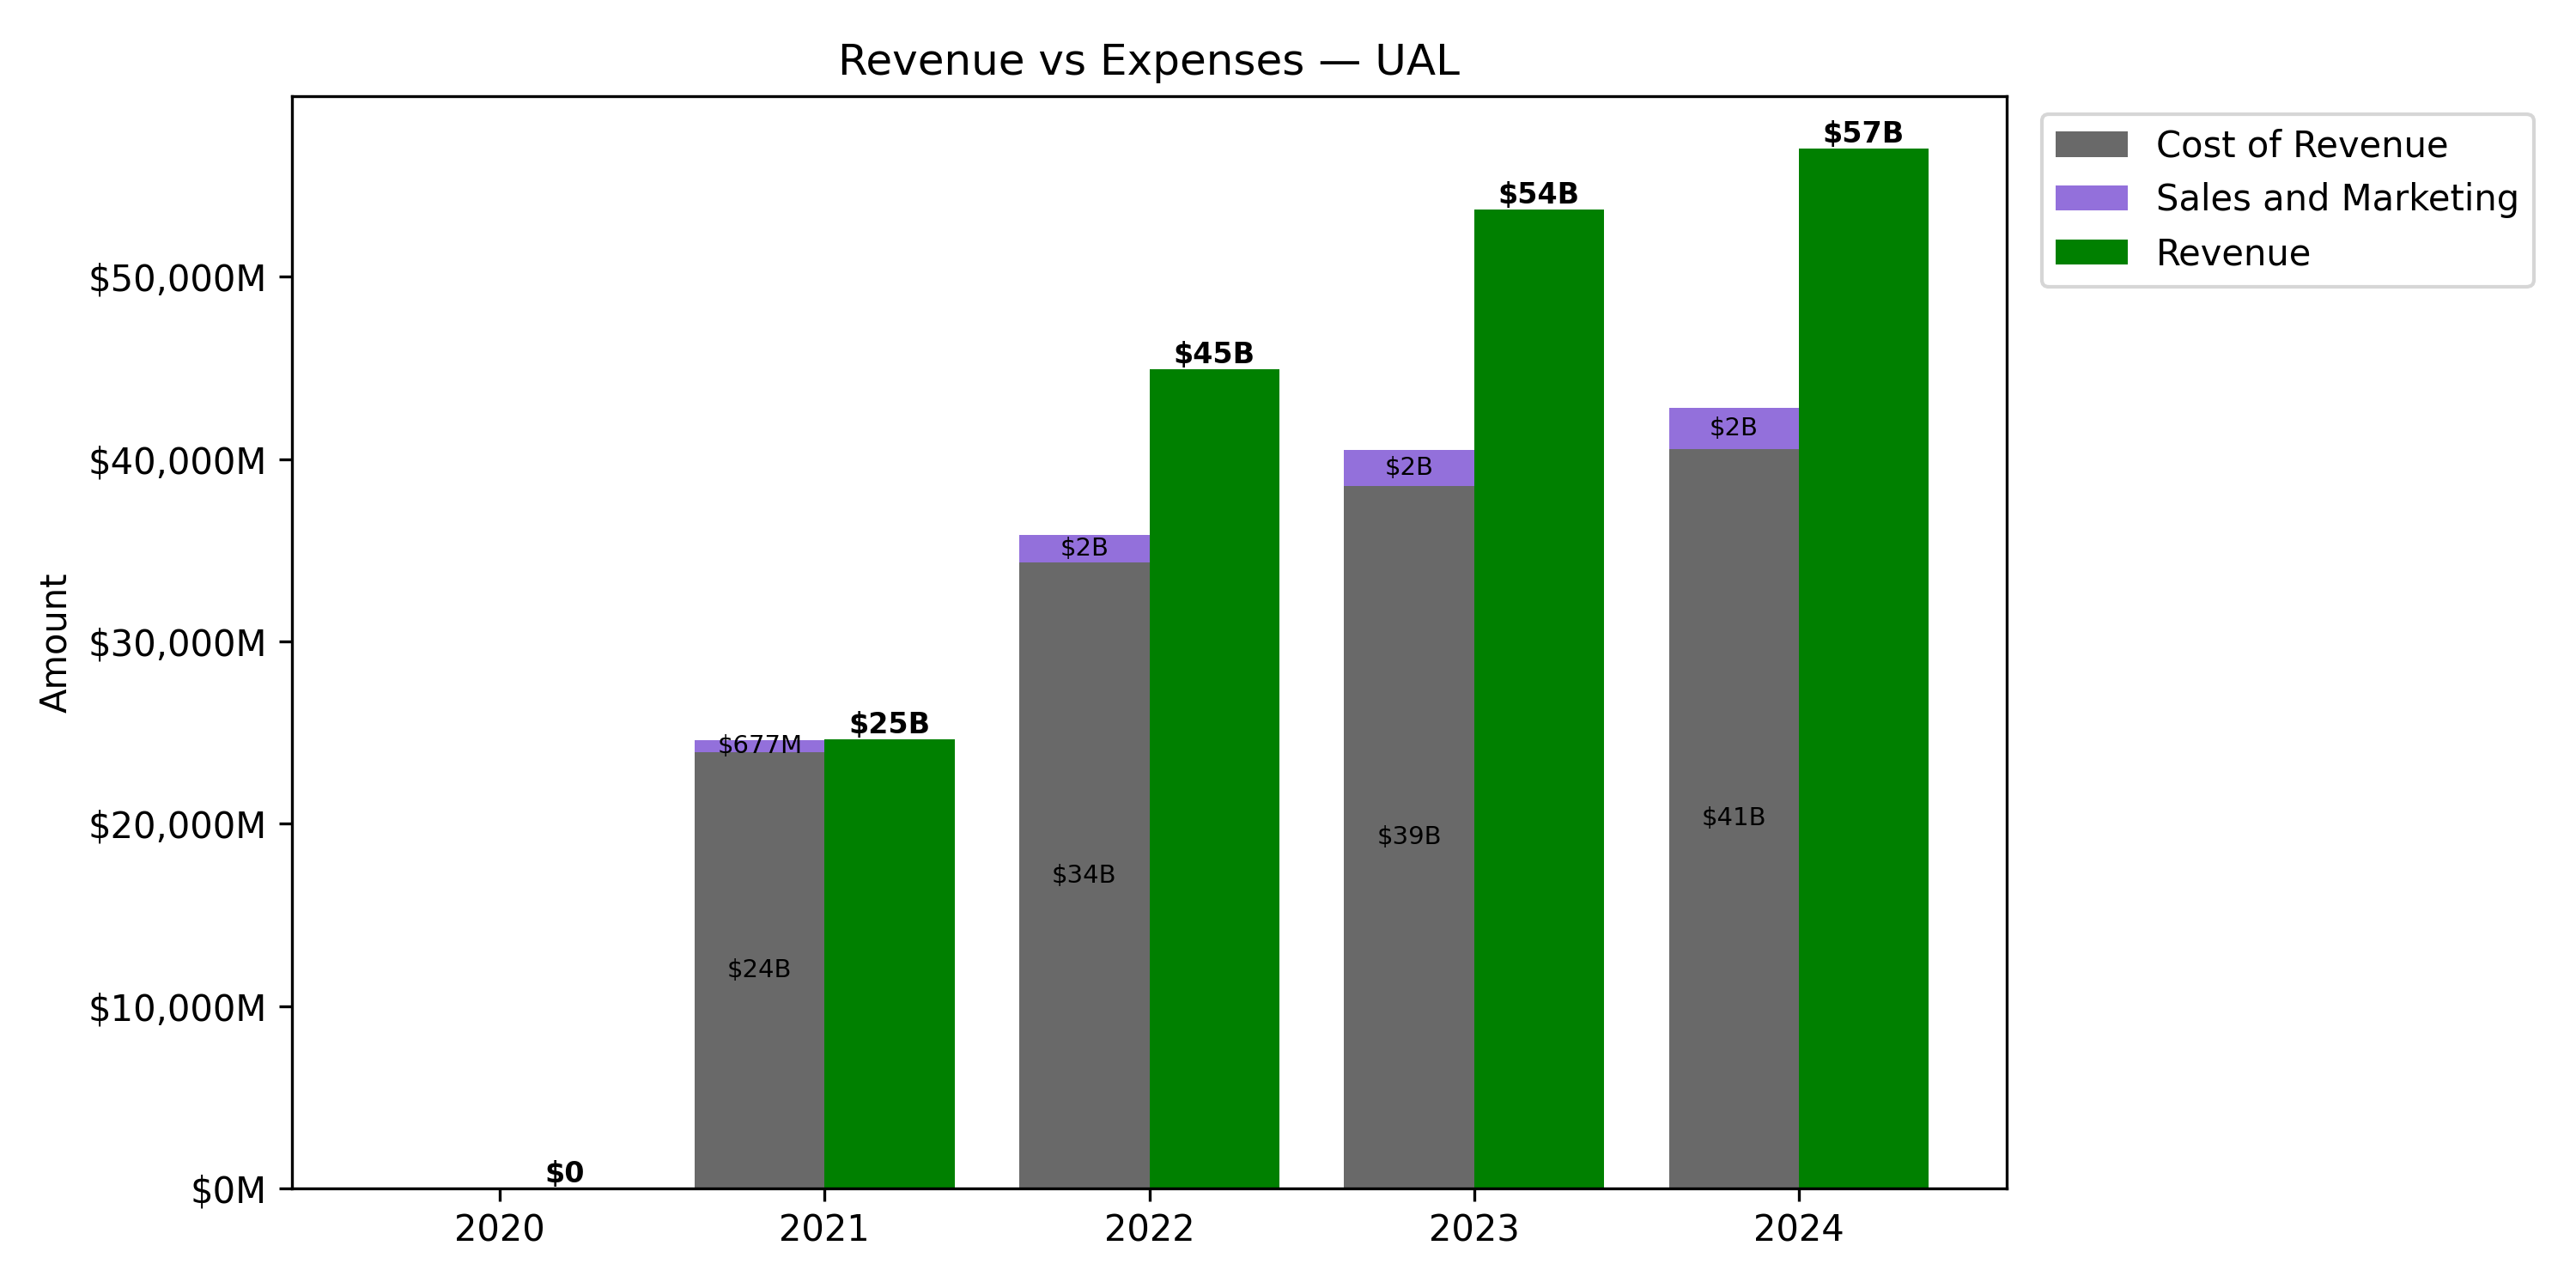 Revenue vs Expenses — UAL
Cost of Revenue
Sales and Marketing
Revenue
Amount
$50,000M
$40,000M
$30,000M
$20,000M
$10,000M
$0M
$0
$677M
$24B
$25B
$2B
$34B
$45B
$2B
$39B
$54B
$2B
$41B
$57B
2020
2021
2022
2023
2024